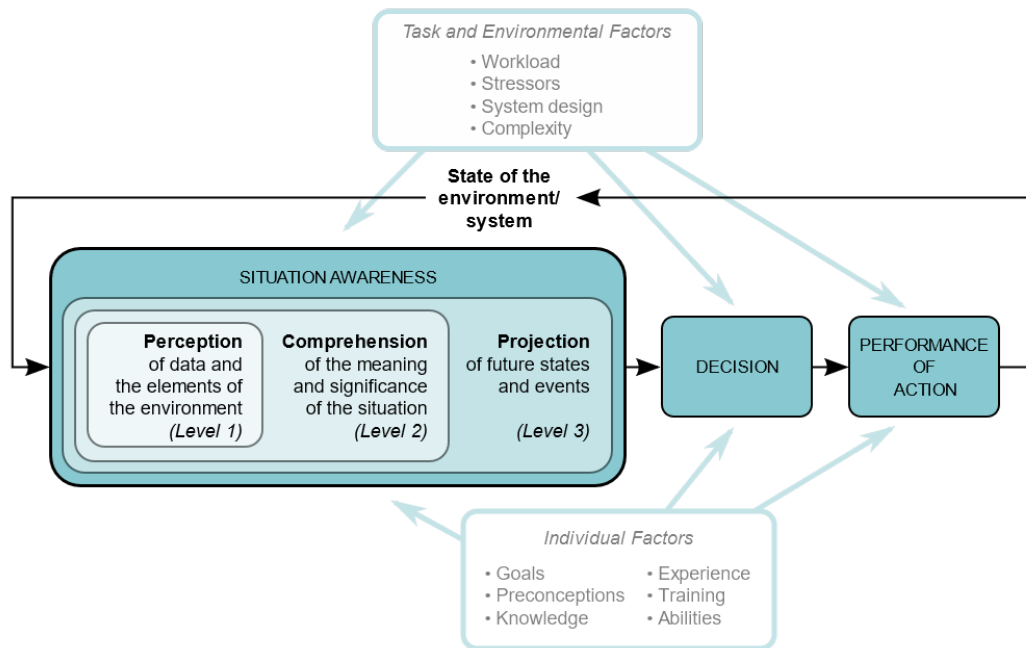 Task and Environmental Factors
• Workload
• Stressors
• System design
• Complexity
State of the
environment/
system
SITUATION AWARENESS
Perception
of data and
the elements of
the environment
(Level 1)
Comprehension
of the meaning
and significance
of the situation
(Level 2)
Projection
of future states
and events
(Level 3)
DECISION
PERFORMANCE
OF
ACTION
Individual Factors
• Goals
• Preconceptions
• Knowledge
• Experience
• Training
• Abilities